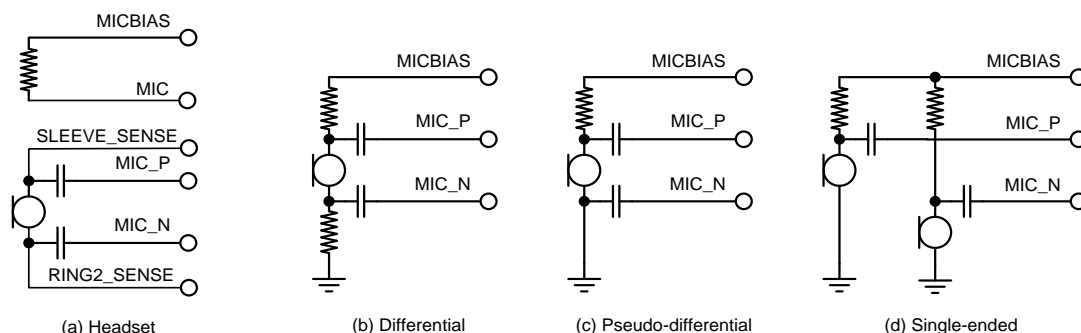 MICBIAS
MIC
SLEEVE_SENSE
MIC_P
MIC_N
RING2_SENSE
(a) Headset
MICBIAS
MIC_P
MIC_N
(b) Differential
MICBIAS
MIC_P
MIC_N
(c) Pseudo-differential
MICBIAS
MIC_P
MIC_N
(d) Single-ended